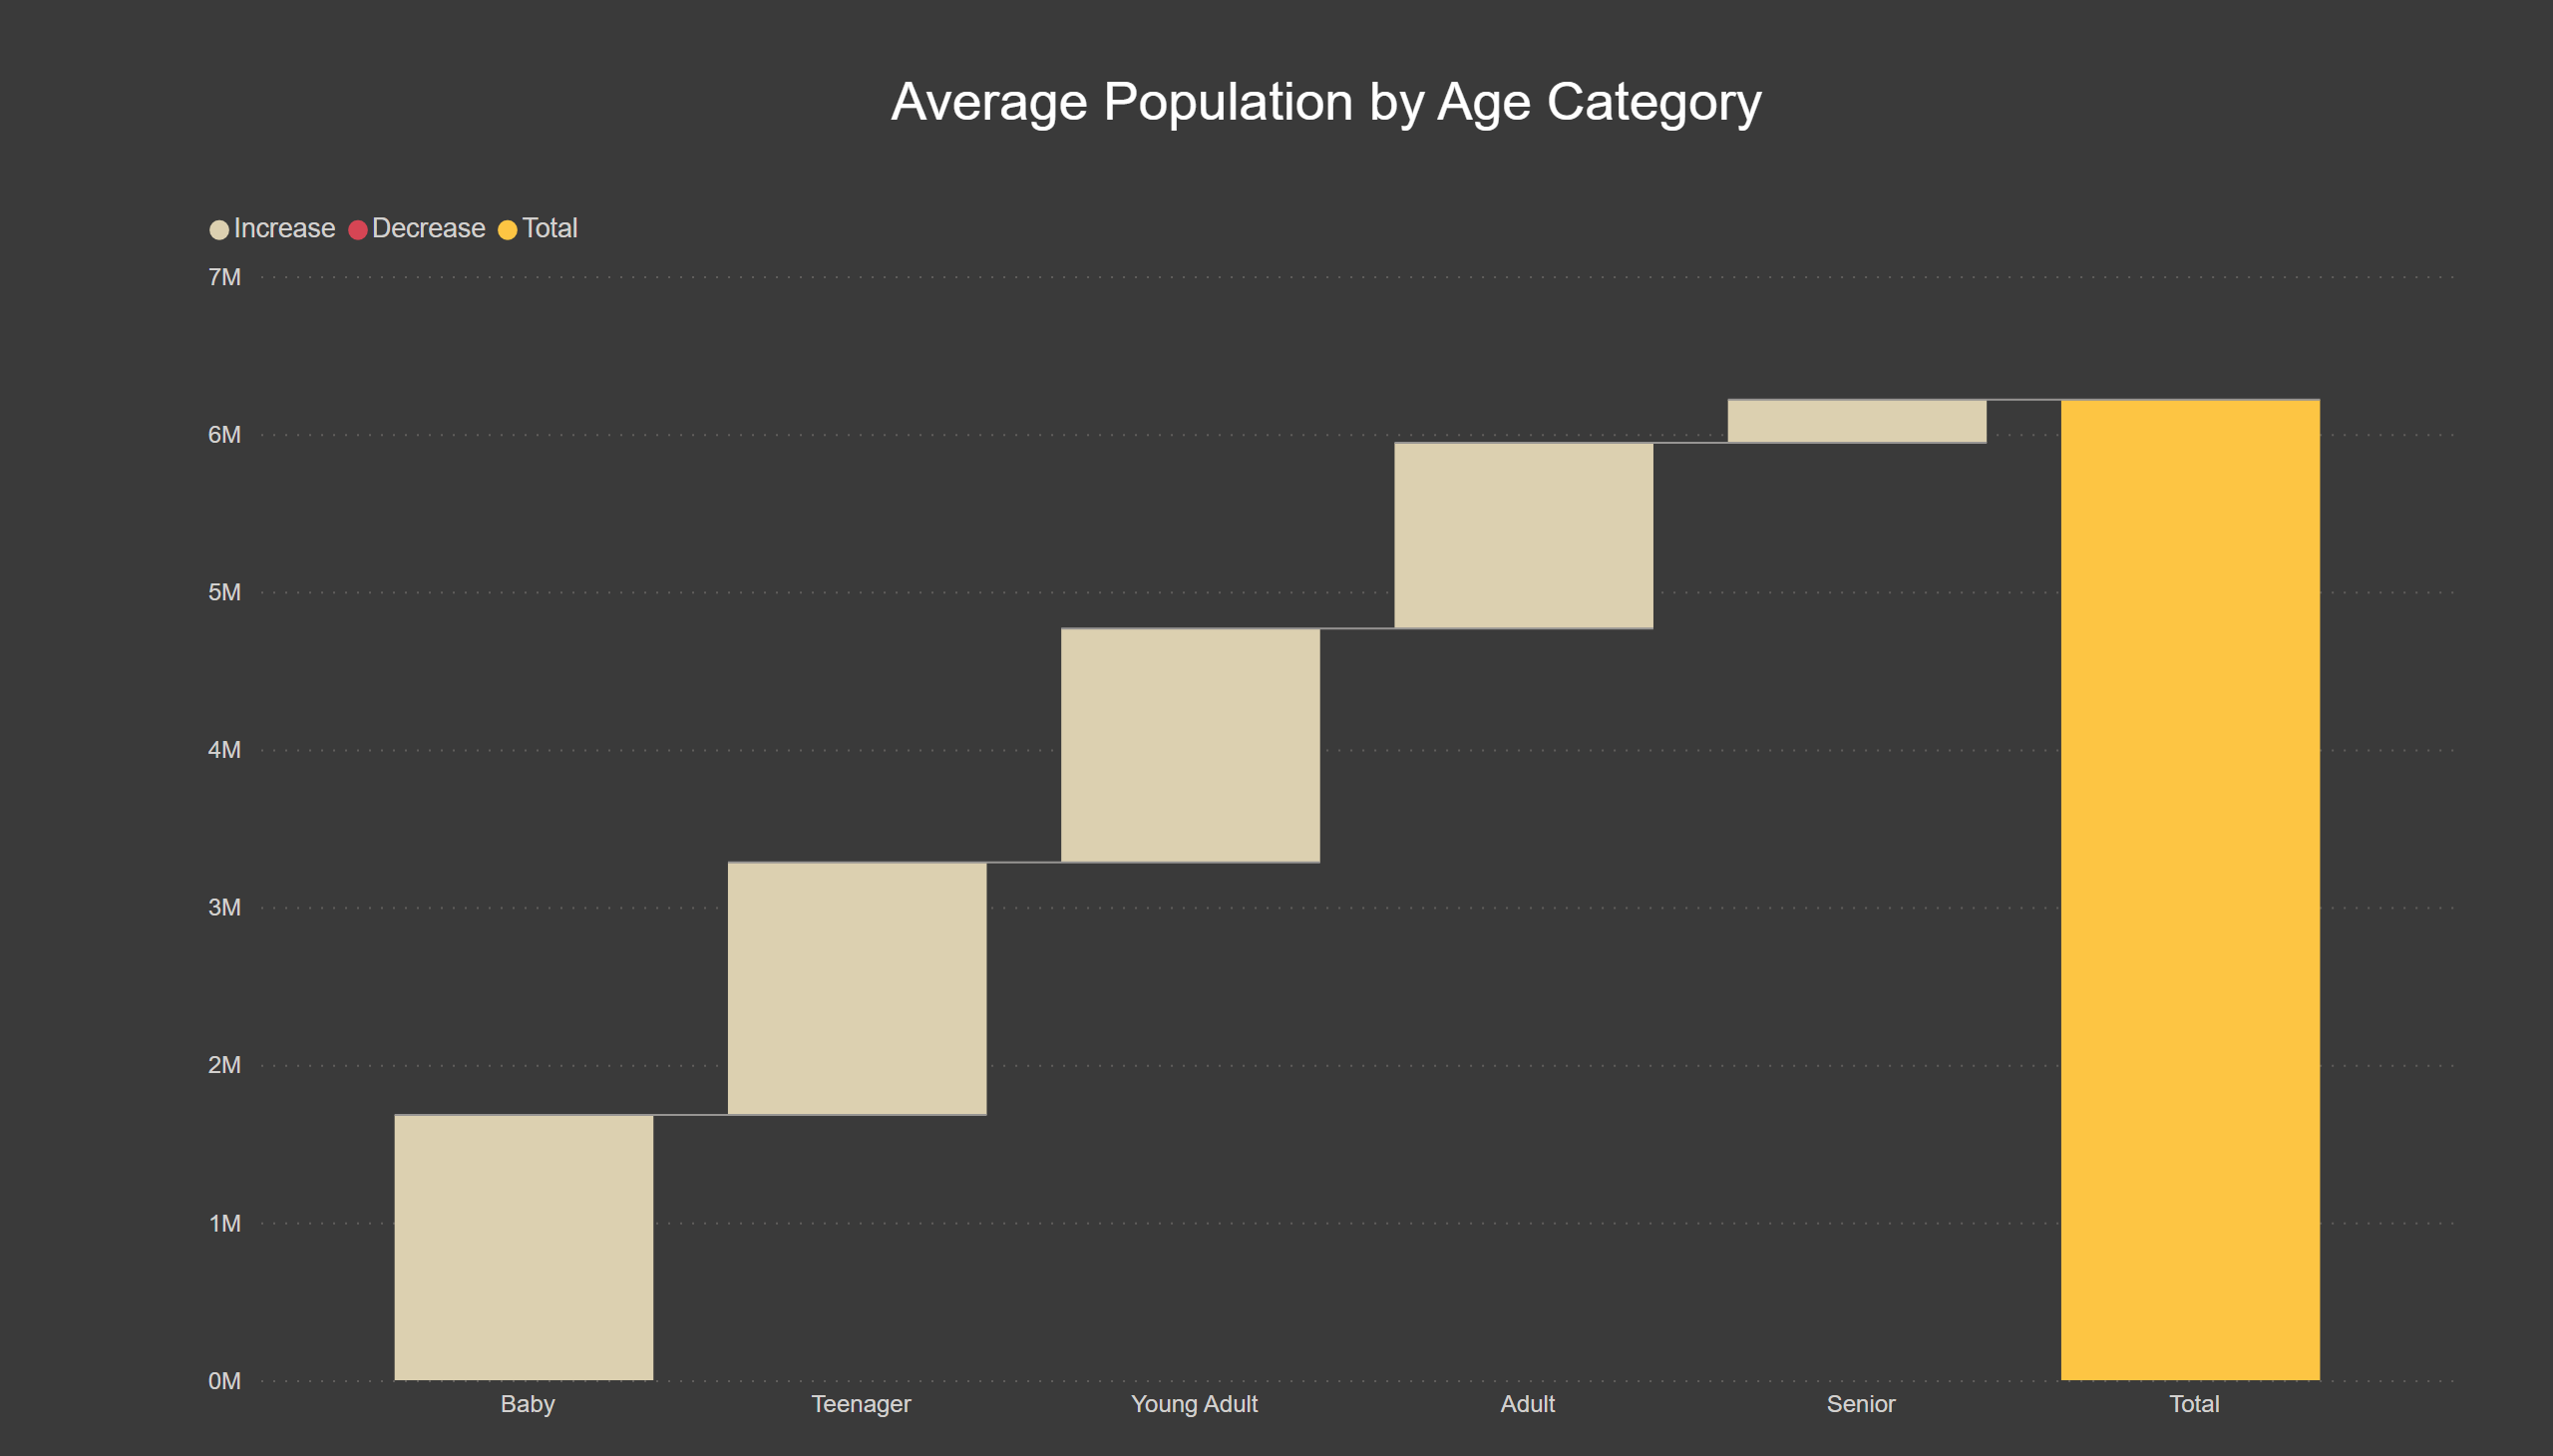 Average Population by Age Category
Increase Decrease Total
7M
6M
5M
4M
3M
2M
1M
0M
Baby Teenager Young Adult Adult Senior Total